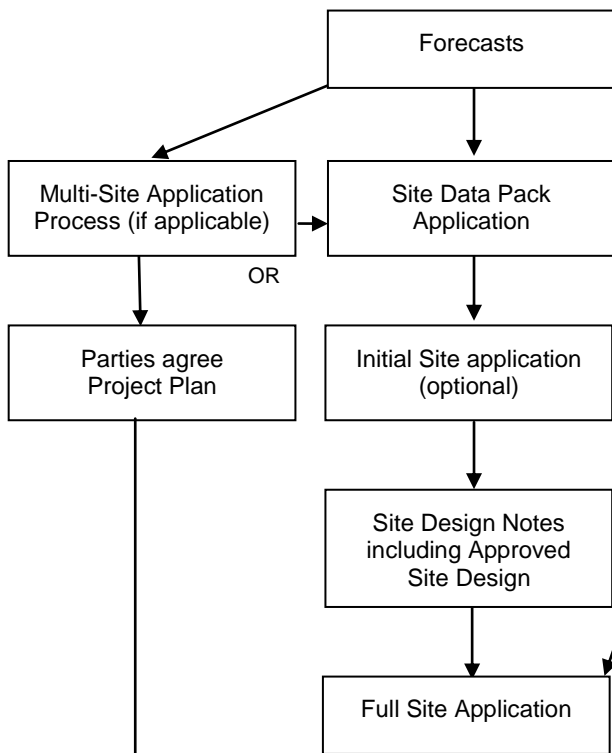 Forecasts
Multi-Site Application
Process (if applicable)
Site Data Pack
Application
OR
Parties agree
Project Plan
Initial Site application
(optional)
Site Design Notes
including Approved
Site Design
Full Site Application